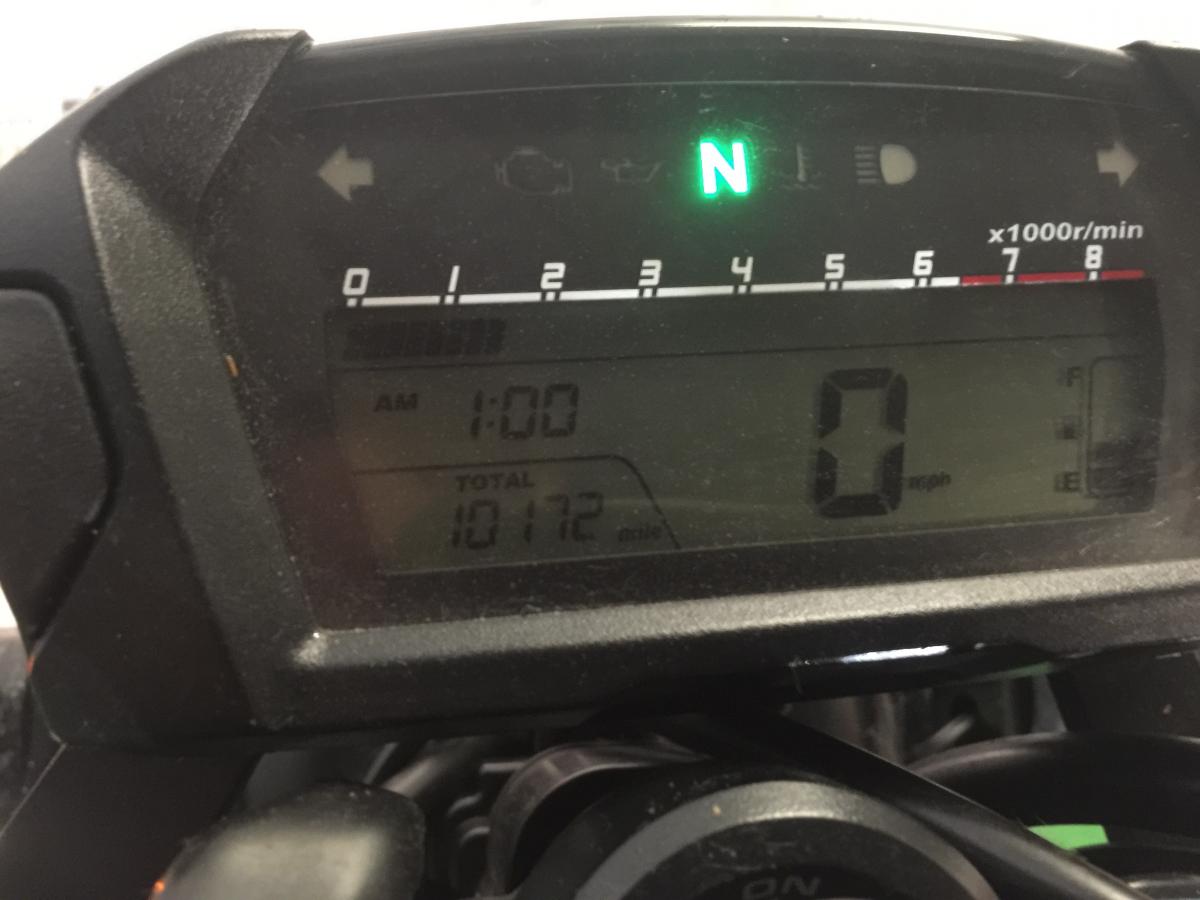 N
x1000r/min
0 1 2 3 4 5 6 7 8
AM 1:00
0 mph
F
E
TOTAL
10172 mile
ON